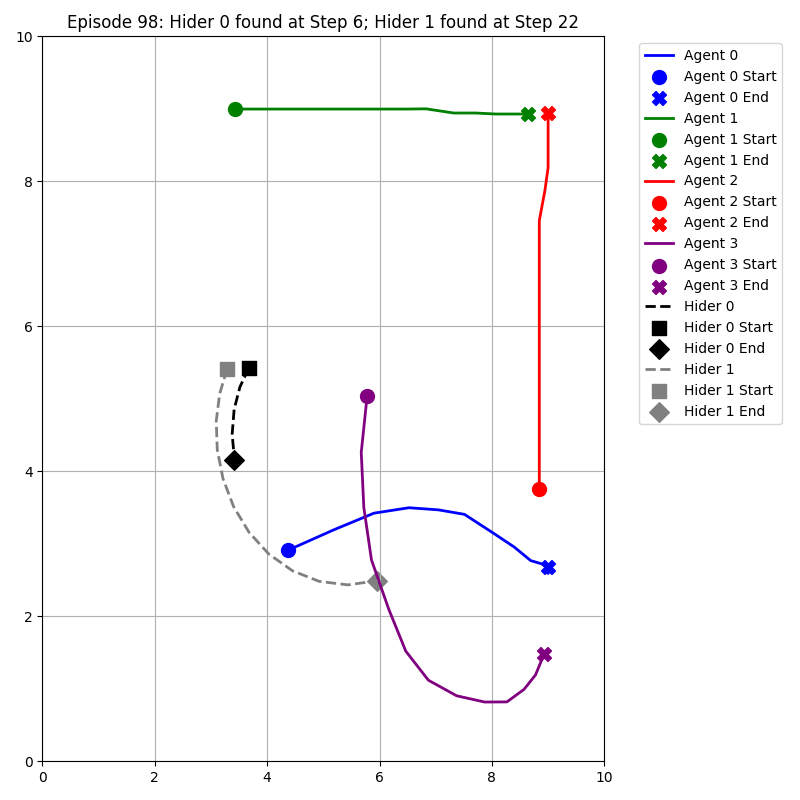 Episode 98: Hider 0 found at Step 6; Hider 1 found at Step 22
10
8
6
4
2
0
0 2 4 6 8 10
Agent 0
Agent 0 Start
Agent 0 End
Agent 1
Agent 1 Start
Agent 1 End
Agent 2
Agent 2 Start
Agent 2 End
Agent 3
Agent 3 Start
Agent 3 End
Hider 0
Hider 0 Start
Hider 0 End
Hider 1
Hider 1 Start
Hider 1 End